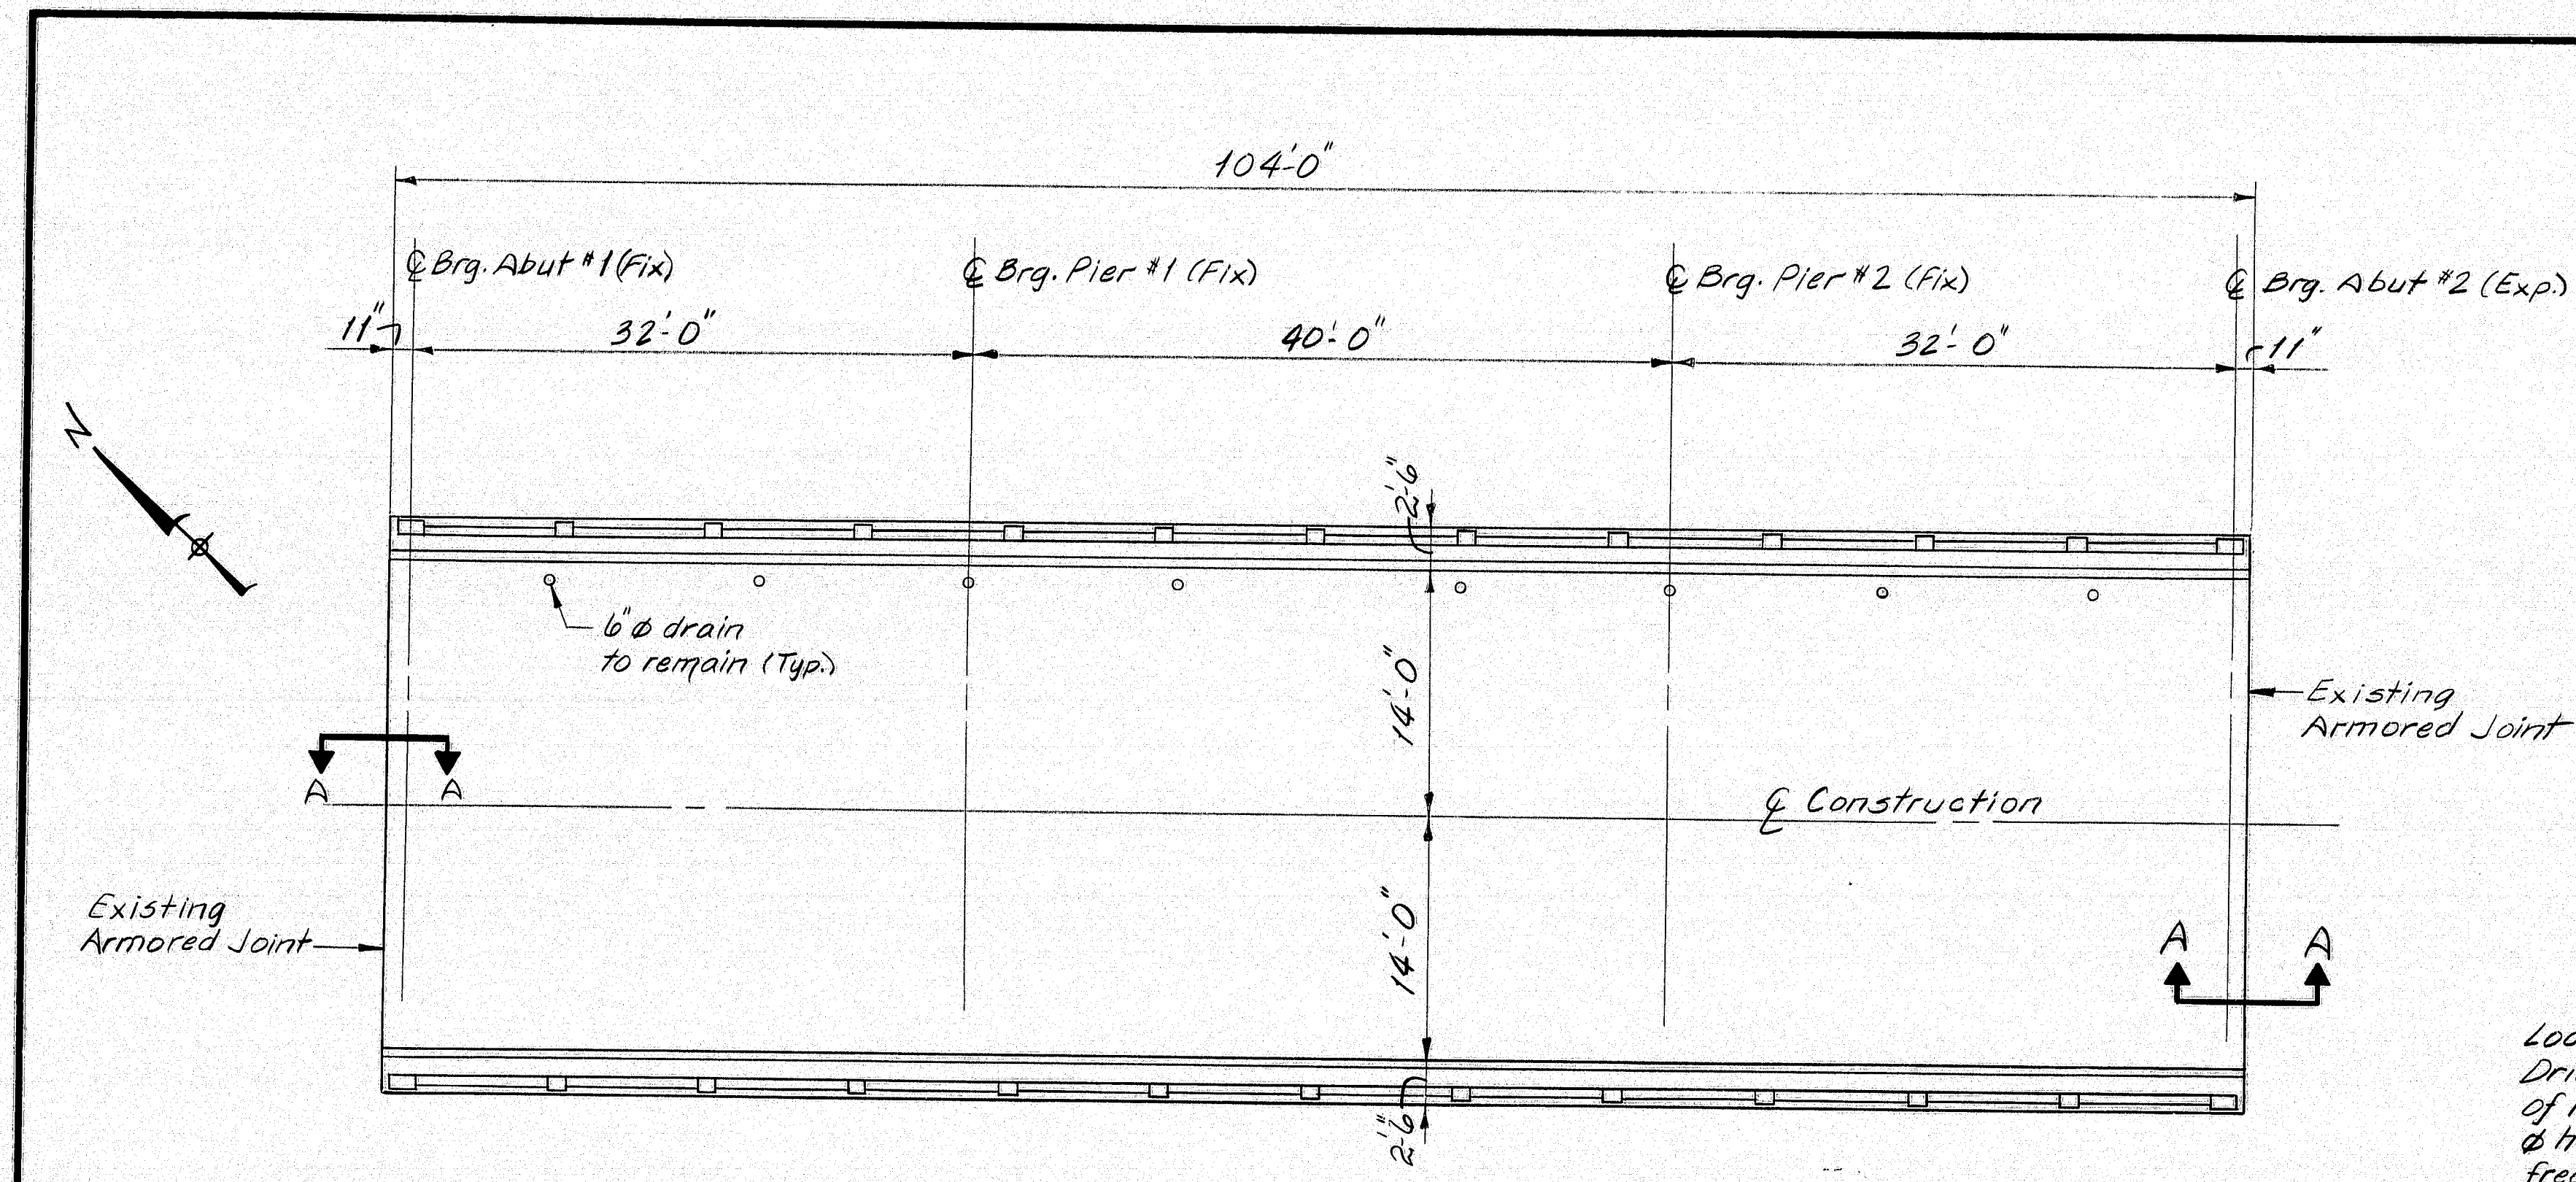 104'-0"
℄ Brg. Abut #1 (Fix)
℄ Brg. Pier #1 (Fix)
℄ Brg. Pier #2 (Fix)
℄ Brg. Abut #2 (Exp.)
11"
32'-0"
40'-0"
32'-0"
11"
N
2'-6"
6"ø drain
to remain (Typ.)
14'-0"
Existing
Armored Joint
A A
℄ Construction
Existing
Armored Joint
14'-0"
A A
2'-6"
of
ø